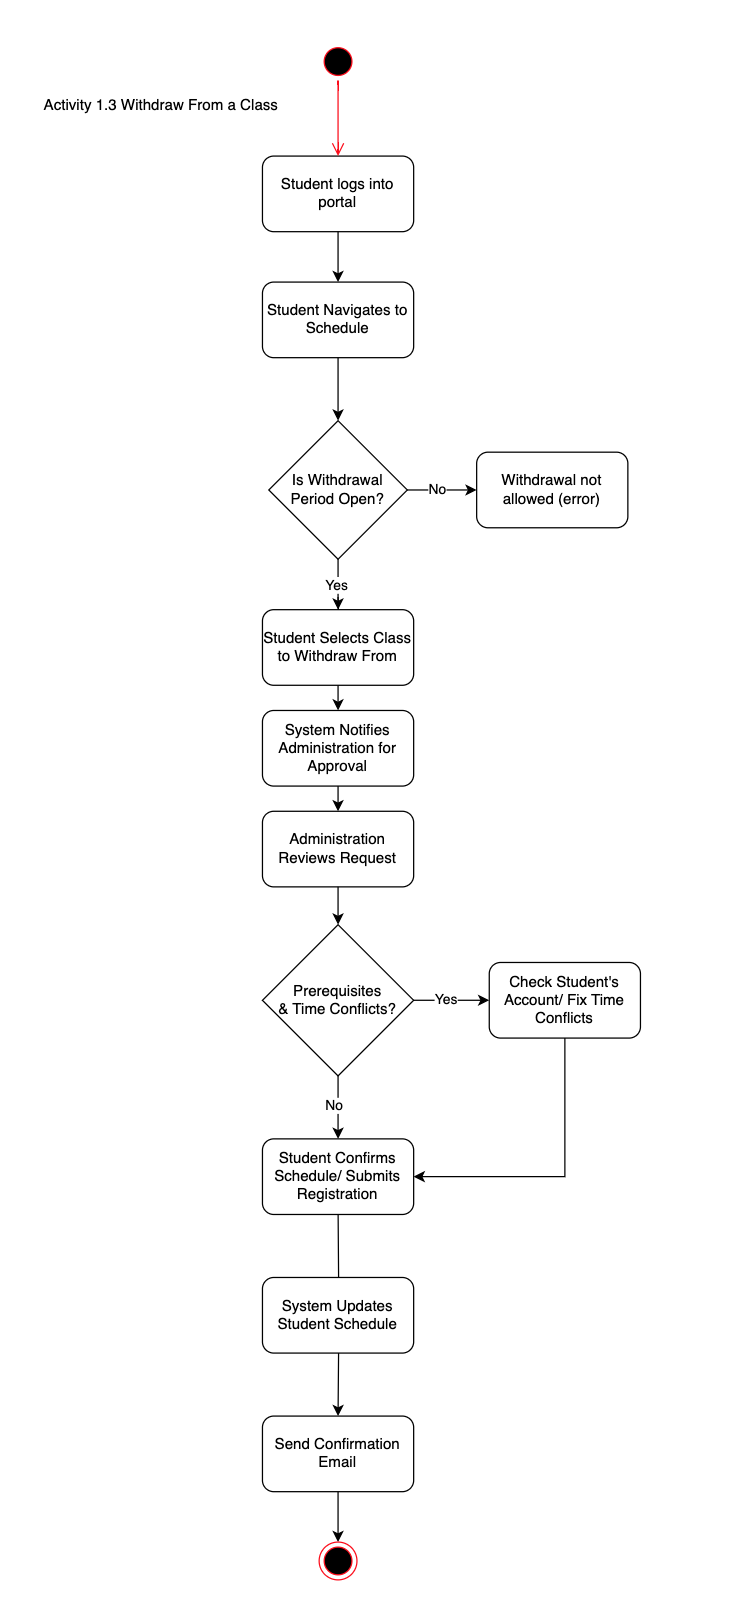 Activity 1.3 Withdraw From a Class
Student logs into
portal
Student Navigates to
Schedule
Is Withdrawal
Period Open?
No
Withdrawal not
allowed (error)
Yes
Student Selects Class
to Withdraw From
System Notifies
Administration for
Approval
Administration
Reviews Request
Prerequisites
& Time Conflicts?
Yes
Check Student's
Account/ Fix Time
Conflicts
No
Student Confirms
Schedule/ Submits
Registration
System Updates
Student Schedule
Send Confirmation
Email